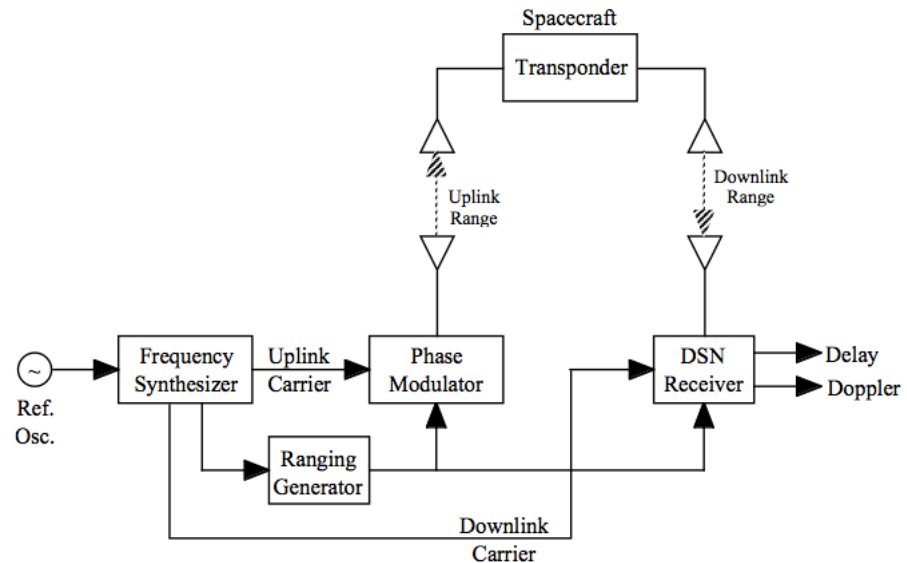 Spacecraft
Transponder
Uplink
Range
Downlink
Range
Frequency
Synthesizer
Uplink
Carrier
Phase
Modulator
DSN
Receiver
Delay
Doppler
~
Ref.
Osc.
Ranging
Generator
Downlink
Carrier